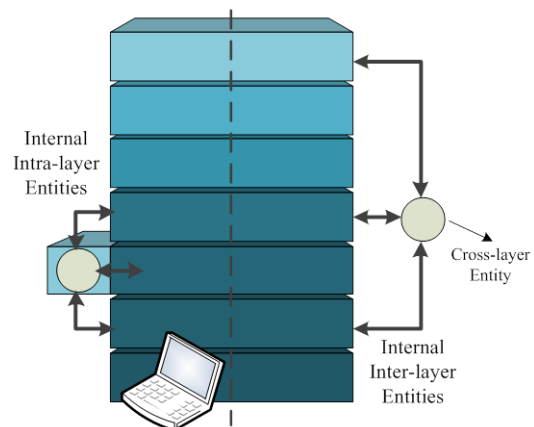 Internal
Intra-layer
Entities
Cross-layer
Entity
Internal
Inter-layer
Entities